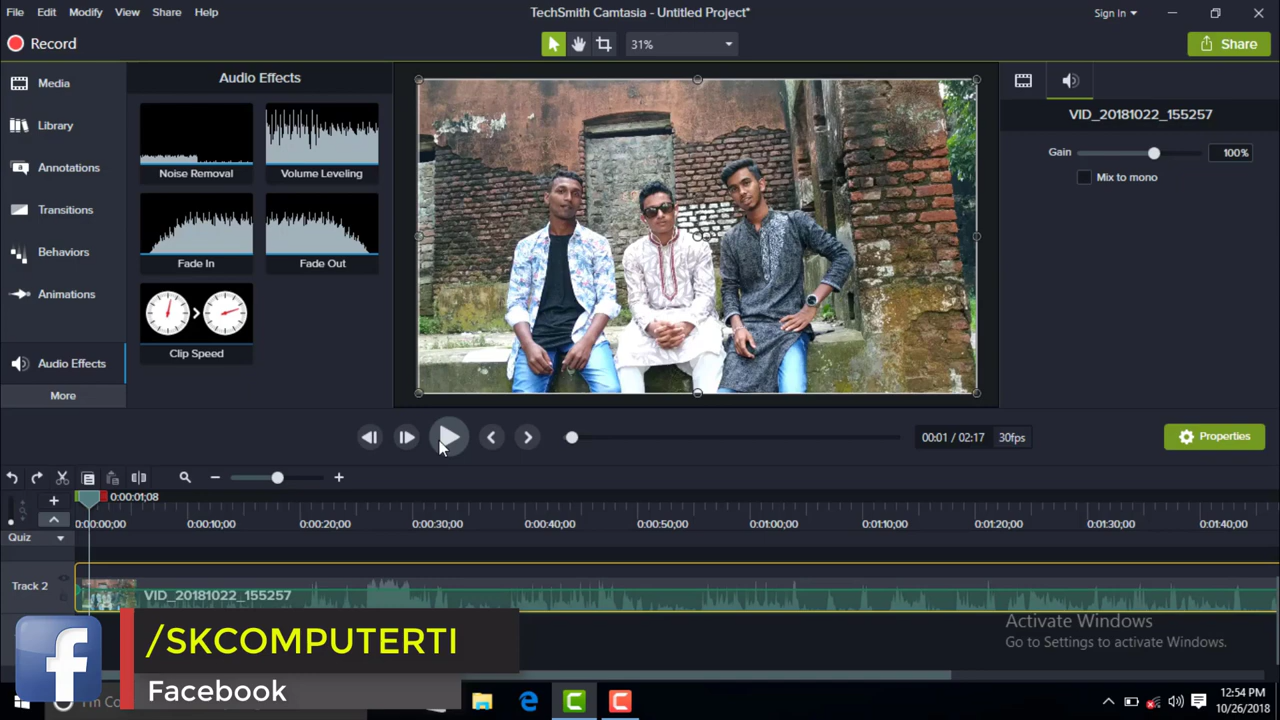 File Edit Modify View Share Help
TechSmith Camtasia - Untitled Project*
Sign In
Record
31%
Share
Media
Library
Annotations
Transitions
Behaviors
Animations
Audio Effects
More
Audio Effects
Noise Removal
Volume Leveling
Fade In
Fade Out
Clip Speed
VID_20181022_155257
Gain
100%
Mix to mono
00:01 / 02:17
30fps
Properties
0:00:01;08
0:00:00;00 0:00:10;00 0:00:20;00 0:00:30;00 0:00:40;00 0:00:50;00 0:01:00;00 0:01:10;00 0:01:20;00 0:01:30;00 0:01:40;00
Quiz
Track 2
VID_20181022_155257
Activate Windows
Go to Settings to activate Windows.
/SKCOMPUTERTI
Facebook
12:54 PM
10/26/2018